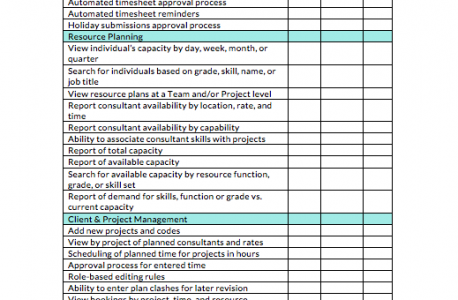 Automated timesheet approval process
Automated timesheet reminders
Holiday submissions approval process
Resource Planning
View individual's capacity by day, week, month, or
quarter
Search for individuals based on grade, skill, name, or
job title
View resource plans at a Team and/or Project level
Report consultant availability by location, rate, and
time
Report consultant availability by capability
Ability to associate consultant skills with projects
Report of total capacity
Report of available capacity
Search for available capacity by resource function,
grade, or skill set
Report of demand for skills, function or grade vs.
current capacity
Client & Project Management
Add new projects and codes
View by project of planned consultants and rates
Scheduling of planned time for projects in hours
Approval process for entered time
Role-based editing rules
Ability to enter plan clashes for later revision
View bookings by project, time, and resource